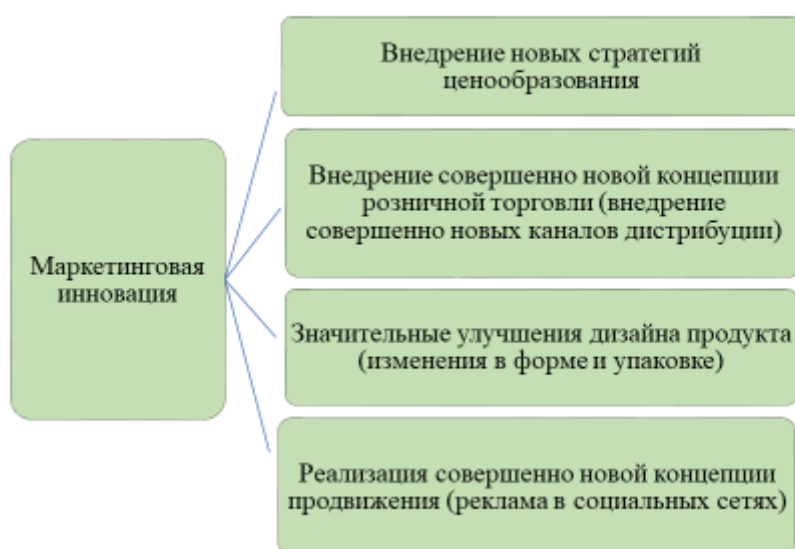 Маркетинговая
инновация
Внедрение новых стратегий
ценообразования
Внедрение совершенно новой концепции
розничной торговли (внедрение
совершенно новых каналов дистрибуции)
Значительные улучшения дизайна продукта
(изменения в форме и упаковке)
Реализация совершенно новой концепции
продвижения (реклама в социальных сетях)